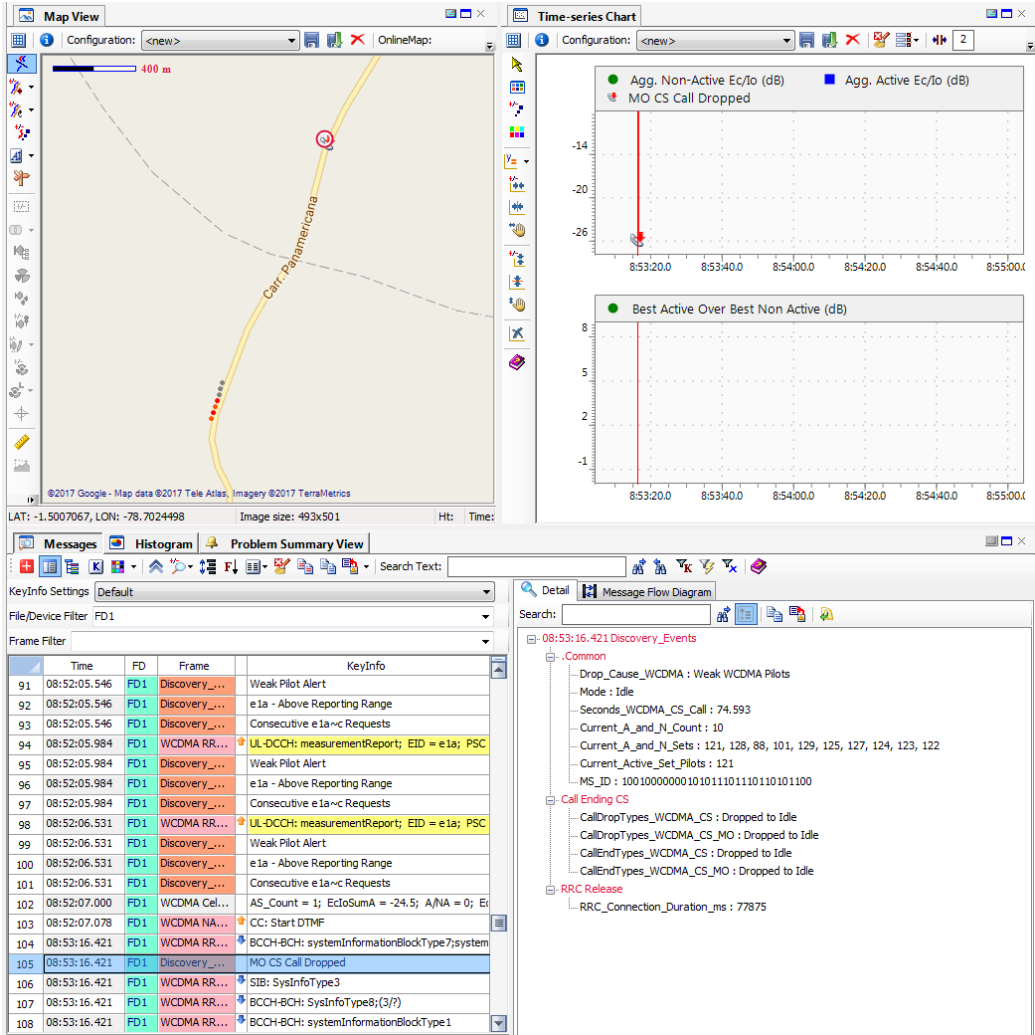 Map View
Configuration: <new> OnlineMap:
400 m
Carr. Panamericana
©2017 Google - Map data ©2017 Tele Atlas, Imagery ©2017 TerraMetrics
LAT: -1.5007067, LON: -78.7024498 Image size: 493x501 Ht: Time:
Time-series Chart
Configuration: <new> 2
Agg. Non-Active Ec/Io (dB) Agg. Active Ec/Io (dB)
MO CS Call Dropped
-14
-20
-26
8:53:20.0 8:53:40.0 8:54:00.0 8:54:20.0 8:54:40.0 8:55:00.0
Best Active Over Best Non Active (dB)
8
5
2
-1
8:53:20.0 8:53:40.0 8:54:00.0 8:54:20.0 8:54:40.0 8:55:00.0
Messages Histogram Problem Summary View
Search Text:
KeyInfo Settings Default
File/Device Filter FD1
Frame Filter
Time FD Frame KeyInfo
91 08:52:05.546 FD1 Discovery_... Weak Pilot Alert
92 08:52:05.546 FD1 Discovery_... e1a - Above Reporting Range
93 08:52:05.546 FD1 Discovery_... Consecutive e1a~c Requests
94 08:52:05.984 FD1 WCDMA RR... UL-DCCH: measurementReport; EID = e1a; PSC
95 08:52:05.984 FD1 Discovery_... Weak Pilot Alert
96 08:52:05.984 FD1 Discovery_... e1a - Above Reporting Range
97 08:52:05.984 FD1 Discovery_... Consecutive e1a~c Requests
98 08:52:06.531 FD1 WCDMA RR... UL-DCCH: measurementReport; EID = e1a; PSC
99 08:52:06.531 FD1 Discovery_... Weak Pilot Alert
100 08:52:06.531 FD1 Discovery_... e1a - Above Reporting Range
101 08:52:06.531 FD1 Discovery_... Consecutive e1a~c Requests
102 08:52:07.000 FD1 WCDMA Cel... AS_Count = 1; EcIoSumA = -24.5; A/NA = 0; Ec
103 08:52:07.078 FD1 WCDMA NA... CC: Start DTMF
104 08:53:16.421 FD1 WCDMA RR... BCCH-BCH: systemInformationBlockType7;system
105 08:53:16.421 FD1 Discovery_... MO CS Call Dropped
106 08:53:16.421 FD1 WCDMA RR... SIB: SysInfoType3
107 08:53:16.421 FD1 WCDMA RR... BCCH-BCH: SysInfoType8;(3/?)
108 08:53:16.421 FD1 WCDMA RR... BCCH-BCH: systemInformationBlockType1
Detail Message Flow Diagram
Search:
08:53:16.421 Discovery_Events
.Common
Drop_Cause_WCDMA : Weak WCDMA Pilots
Mode : Idle
Seconds_WCDMA_CS_Call : 74.593
Current_A_and_N_Count : 10
Current_A_and_N_Sets : 121, 128, 88, 101, 129, 125, 127, 124, 123, 122
Current_Active_Set_Pilots : 121
MS_ID : 1001000000010101110111011010​1100
Call Ending CS
CallDropTypes_WCDMA_CS : Dropped to Idle
CallDropTypes_WCDMA_CS_MO : Dropped to Idle
CallEndTypes_WCDMA_CS : Dropped to Idle
CallEndTypes_WCDMA_CS_MO : Dropped to Idle
RRC Release
RRC_Connection_Duration_ms : 77875